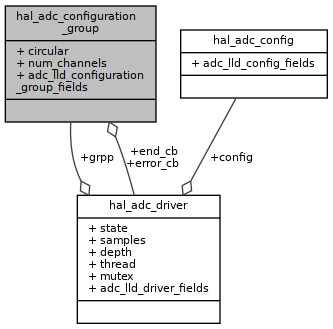 hal_adc_configuration
_group
+ circular
+ num_channels
+ adc_lld_configuration
_group_fields
hal_adc_config
+ adc_lld_config_fields
+grpp
+end_cb
+error_cb
+config
hal_adc_driver
+ state
+ samples
+ depth
+ thread
+ mutex
+ adc_lld_driver_fields